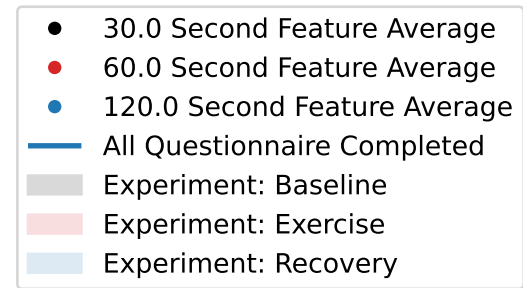 30.0 Second Feature Average
60.0 Second Feature Average
120.0 Second Feature Average
All Questionnaire Completed
Experiment: Baseline
Experiment: Exercise
Experiment: Recovery